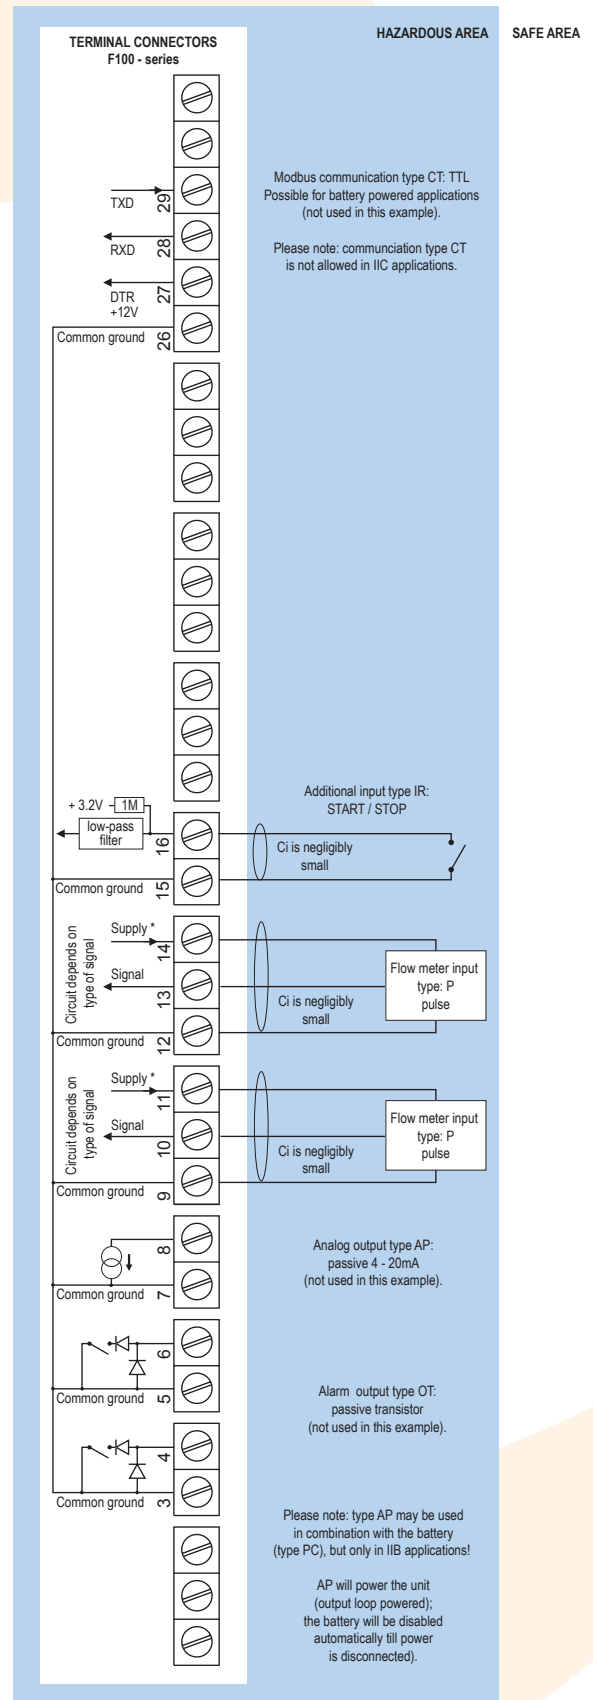 HAZARDOUS AREA
SAFE AREA
TERMINAL CONNECTORS
F100 - series
Modbus communication type CT: TTL
Possible for battery powered applications
(not used in this example).
Please note: communciation type CT
is not allowed in IIC applications.
TXD
29
RXD
28
DTR
+12V
27
Common ground
26
Additional input type IR:
START / STOP
+ 3.2V
1M
low-pass
filter
16
Ci is negligibly
small
Common ground
15
Circuit depends on
type of signal
Supply *
14
Signal
13
Flow meter input
type: P
pulse
Ci is negligibly
small
Common ground
12
Circuit depends on
type of signal
Supply *
11
Signal
10
Flow meter input
type: P
pulse
Ci is negligibly
small
Common ground
9
8
Analog output type AP:
passive 4 - 20mA
(not used in this example).
Common ground
7
6
Common ground
5
Alarm output type OT:
passive transistor
(not used in this example).
4
Common ground
3
Please note: type AP may be used
in combination with the battery
(type PC), but only in IIB applications!
AP will power the unit
(output loop powered);
the battery will be disabled
automatically till power
is disconnected).